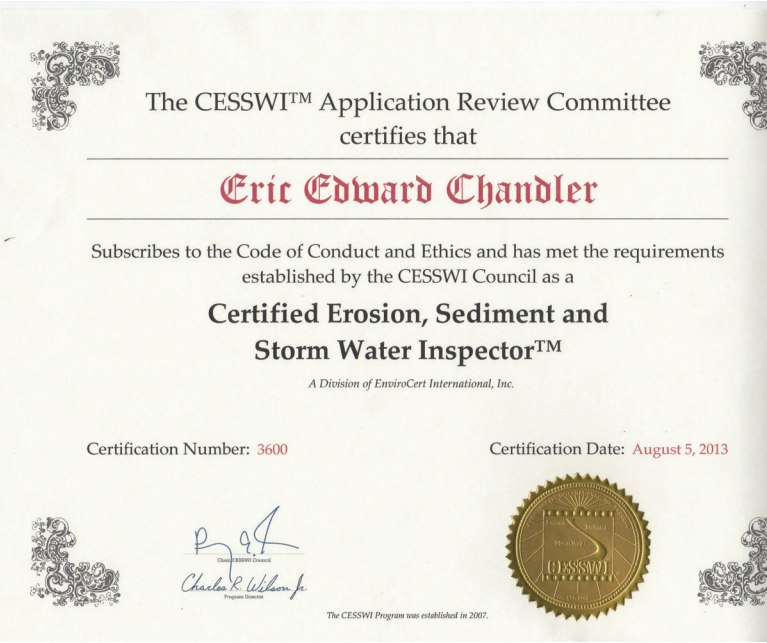 The CESSWI™ Application Review Committee
certifies that
Eric Edward Chandler
Subscribes to the Code of Conduct and Ethics and has met the requirements
established by the CESSWI Council as a
Certified Erosion, Sediment and
Storm Water Inspector™
A Division of EnviroCert International, Inc.
Certification Number: 3600
Certification Date: August 5, 2013
Chair, CESSWI Council
Charles R. Wilson Jr
Program Director
CESSWI
The CESSWI Program was established in 2007.